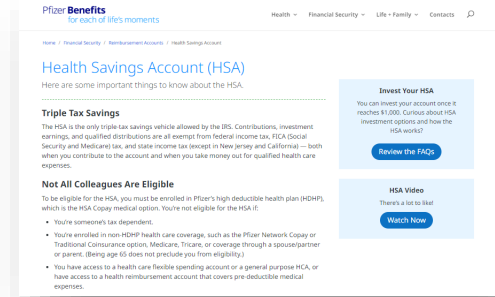 Pfizer Benefits
for each of life's moments
Health Financial Security Life + Family Contacts
Home / Financial Security / Reimbursement Accounts / Health Savings Account
Health Savings Account (HSA)
Here are some important things to know about the HSA.
Triple Tax Savings
The HSA is the only triple-tax savings vehicle allowed by the IRS. Contributions, investment
earnings, and qualified distributions are all exempt from federal income tax, FICA (Social
Security and Medicare) tax, and state income tax (except in New Jersey and California) — both
when you contribute to the account and when you take money out for qualified health care
expenses.
Not All Colleagues Are Eligible
To be eligible for the HSA, you must be enrolled in Pfizer's high deductible health plan (HDHP),
which is the HSA Copay medical option. You're not eligible for the HSA if:
• You're someone's tax dependent.
• You're enrolled in non-HDHP health care coverage, such as the Pfizer Network Copay or
Traditional Coinsurance option, Medicare, Tricare, or coverage through a spouse/partner
or parent. (Being age 65 does not preclude you from eligibility.)
• You have access to a health care flexible spending account or a general purpose HCA, or
have access to a health reimbursement account that covers pre-deductible medical
expenses.
Invest Your HSA
You can invest your account once it
reaches $1,000. Curious about HSA
investment options and how the
HSA works?
Review the FAQs
HSA Video
There's a lot to like!
Watch Now